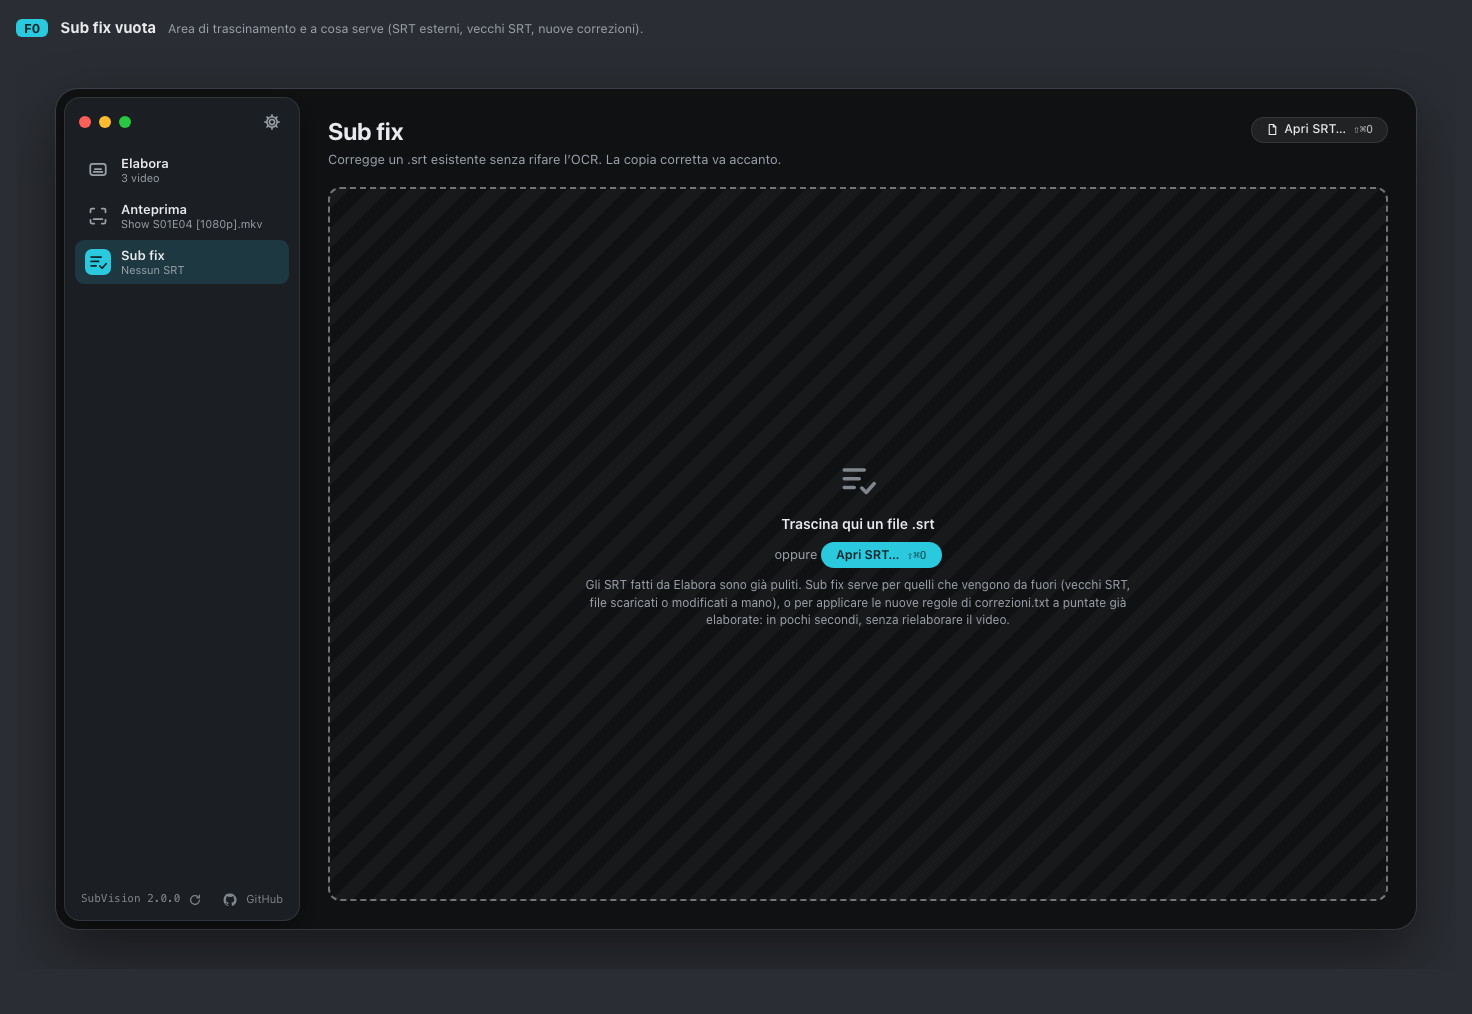 F0 Sub fix vuota Area di trascinamento e a cosa serve (SRT esterni, vecchi SRT, nuove correzioni).
Elabora
3 video
Anteprima
Show S01E04 [1080p].mkv
Sub fix
Nessun SRT
SubVision 2.0.0 GitHub
Sub fix
Apri SRT... ⇧⌘O
Corregge un .srt esistente senza rifare l'OCR. La copia corretta va accanto.
Trascina qui un file .srt
oppure Apri SRT... ⇧⌘O
Gli SRT fatti da Elabora sono già puliti. Sub fix serve per quelli che vengono da fuori (vecchi SRT,
file scaricati o modificati a mano), o per applicare le nuove regole di correzioni.txt a puntate già
elaborate: in pochi secondi, senza rielaborare il video.